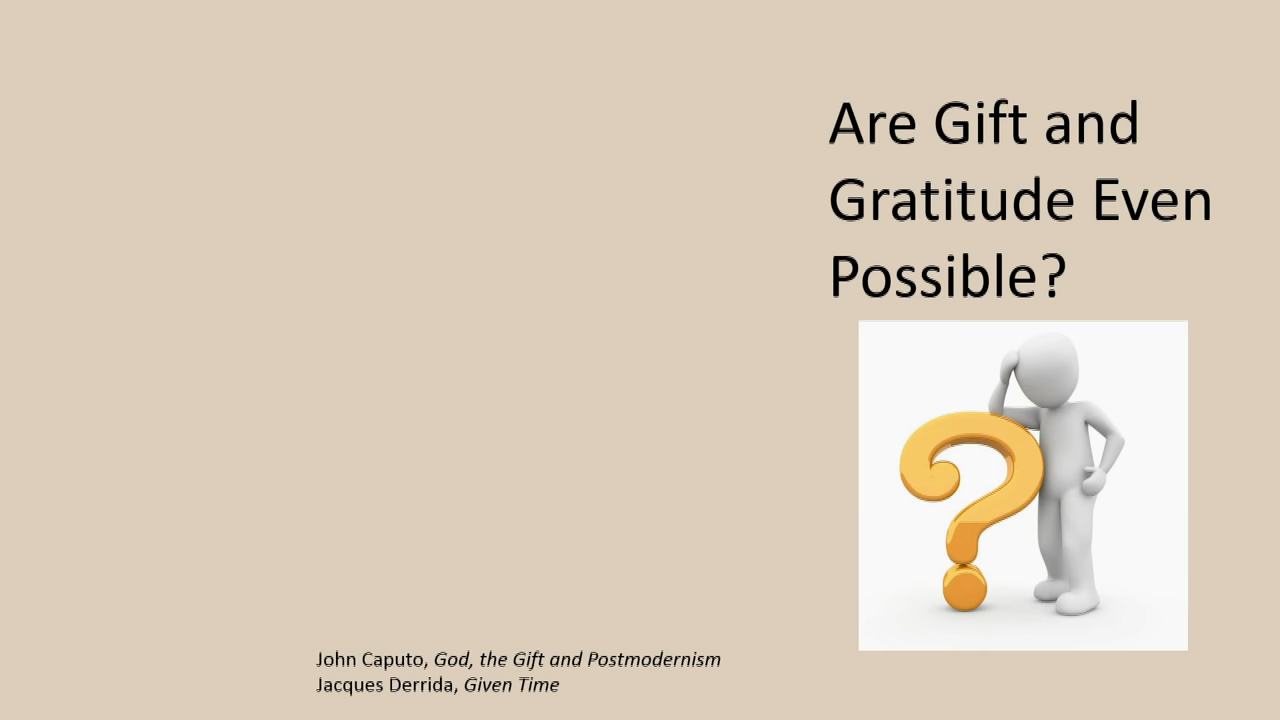 Are Gift and
Gratitude Even
Possible?
John Caputo, God, the Gift and Postmodernism
Jacques Derrida, Given Time